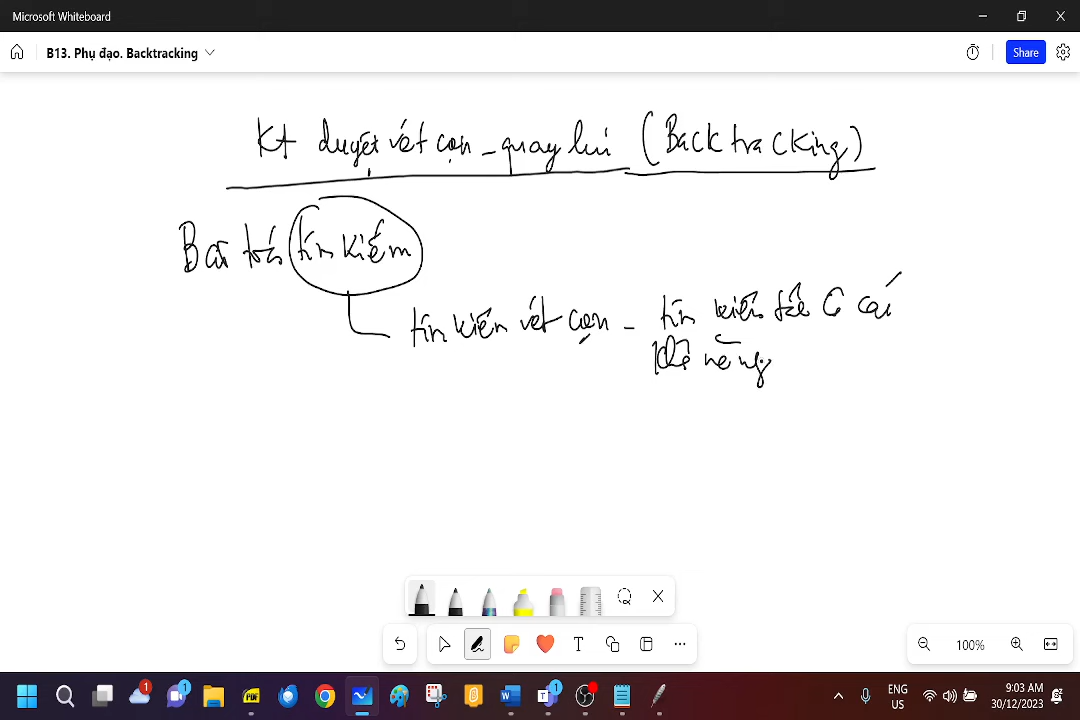 Microsoft Whiteboard
B13. Phụ đạo. Backtracking
Share
KT duyệt vét cạn - quay lui (Backtracking)
Bài toán tìm kiếm
tìm kiếm vét cạn - tìm kiếm tất cả các
khả năng
100%
ENG
US
9:03 AM
30/12/2023